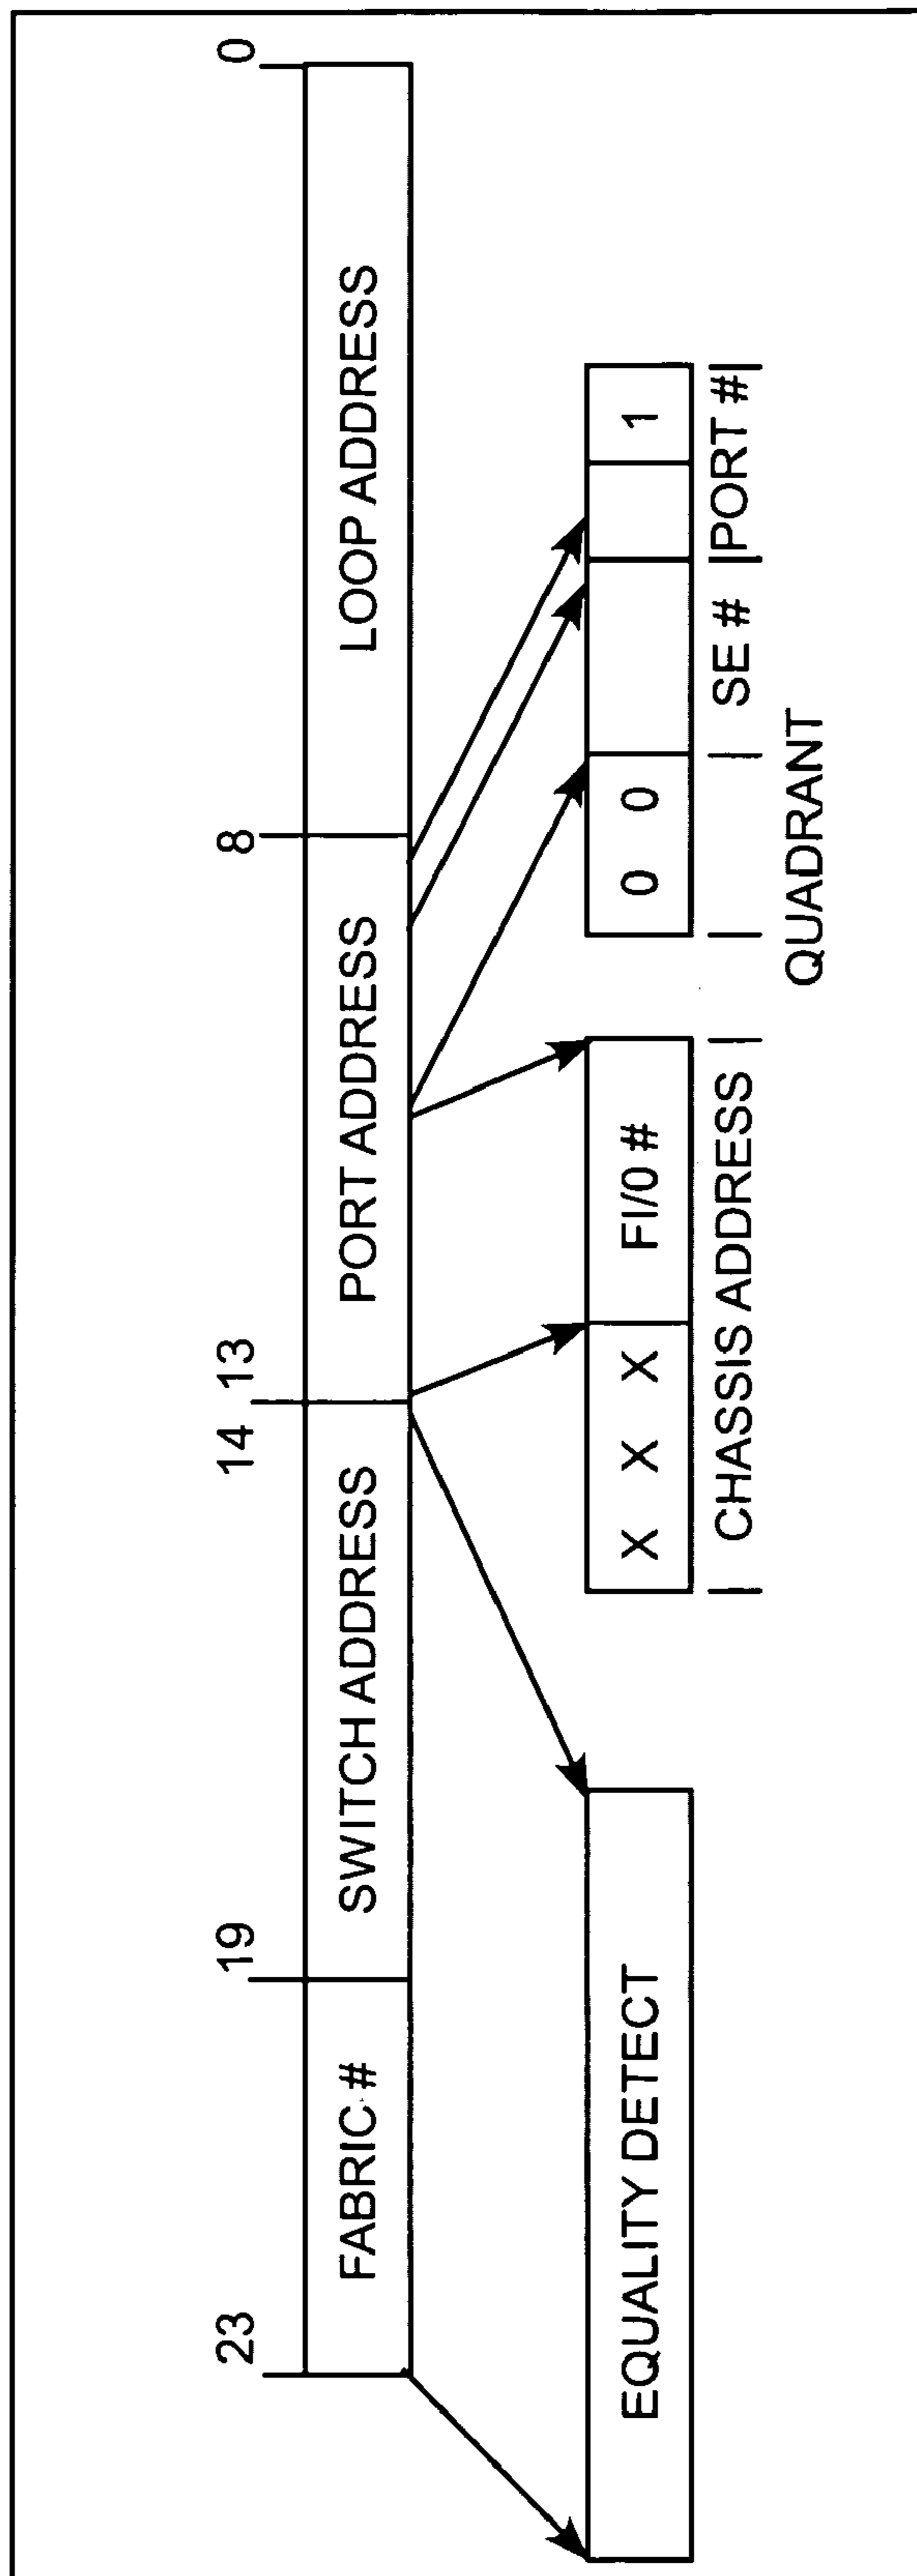 23 19 14 13 8 0
FABRIC # SWITCH ADDRESS PORT ADDRESS LOOP ADDRESS
EQUALITY DETECT X X X FI/0 # 0 0 1
CHASSIS ADDRESS SE # PORT #
QUADRANT